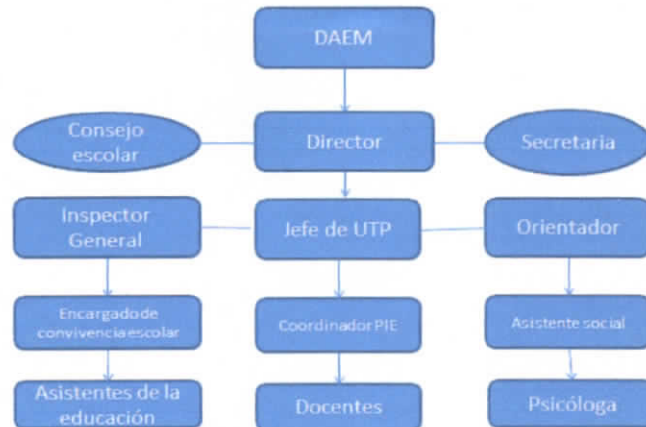 DAEM
Consejo
escolar
Director
Secretaria
Inspector
General
Jefe de UTP
Orientador
Encargado de
convivencia escolar
Coordinador PIE
Asistente social
Asistentes de la
educación
Docentes
Psicóloga